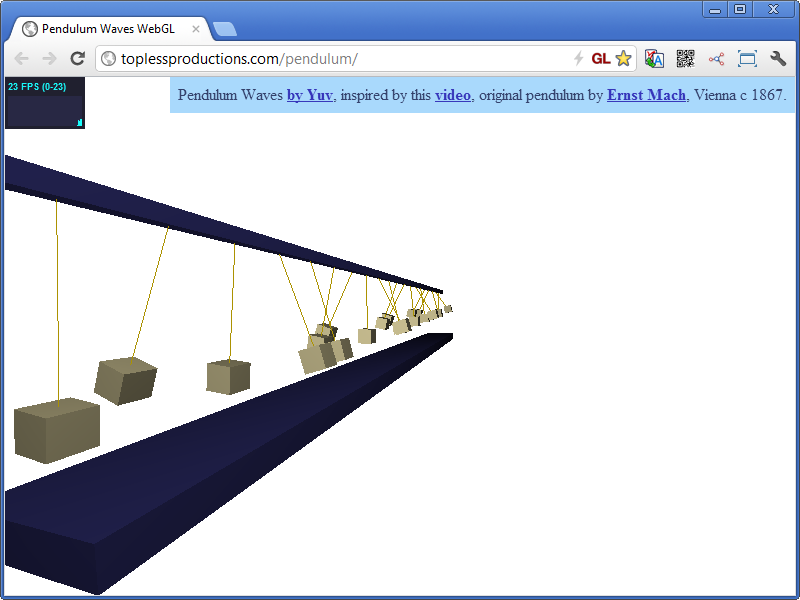 Pendulum Waves WebGL
toplessproductions.com/pendulum/
GL
23 FPS (0-23)
Pendulum Waves by Yuv, inspired by this video, original pendulum by Ernst Mach, Vienna c 1867.